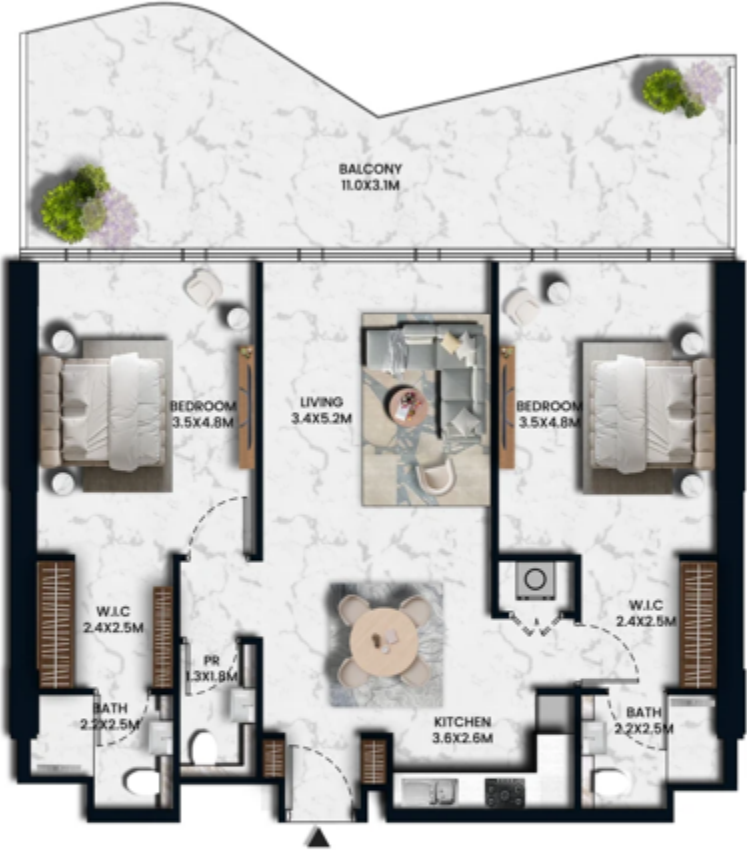 BALCONY
11.0X3.1M
BEDROOM
3.5X4.8M
LIVING
3.4X5.2M
BEDROOM
3.5X4.8M
W.I.C
2.4X2.5M
W.I.C
2.4X2.5M
PR
1.3X1.8M
BATH
2.2X2.5M
KITCHEN
3.6X2.6M
BATH
2.2X2.5M